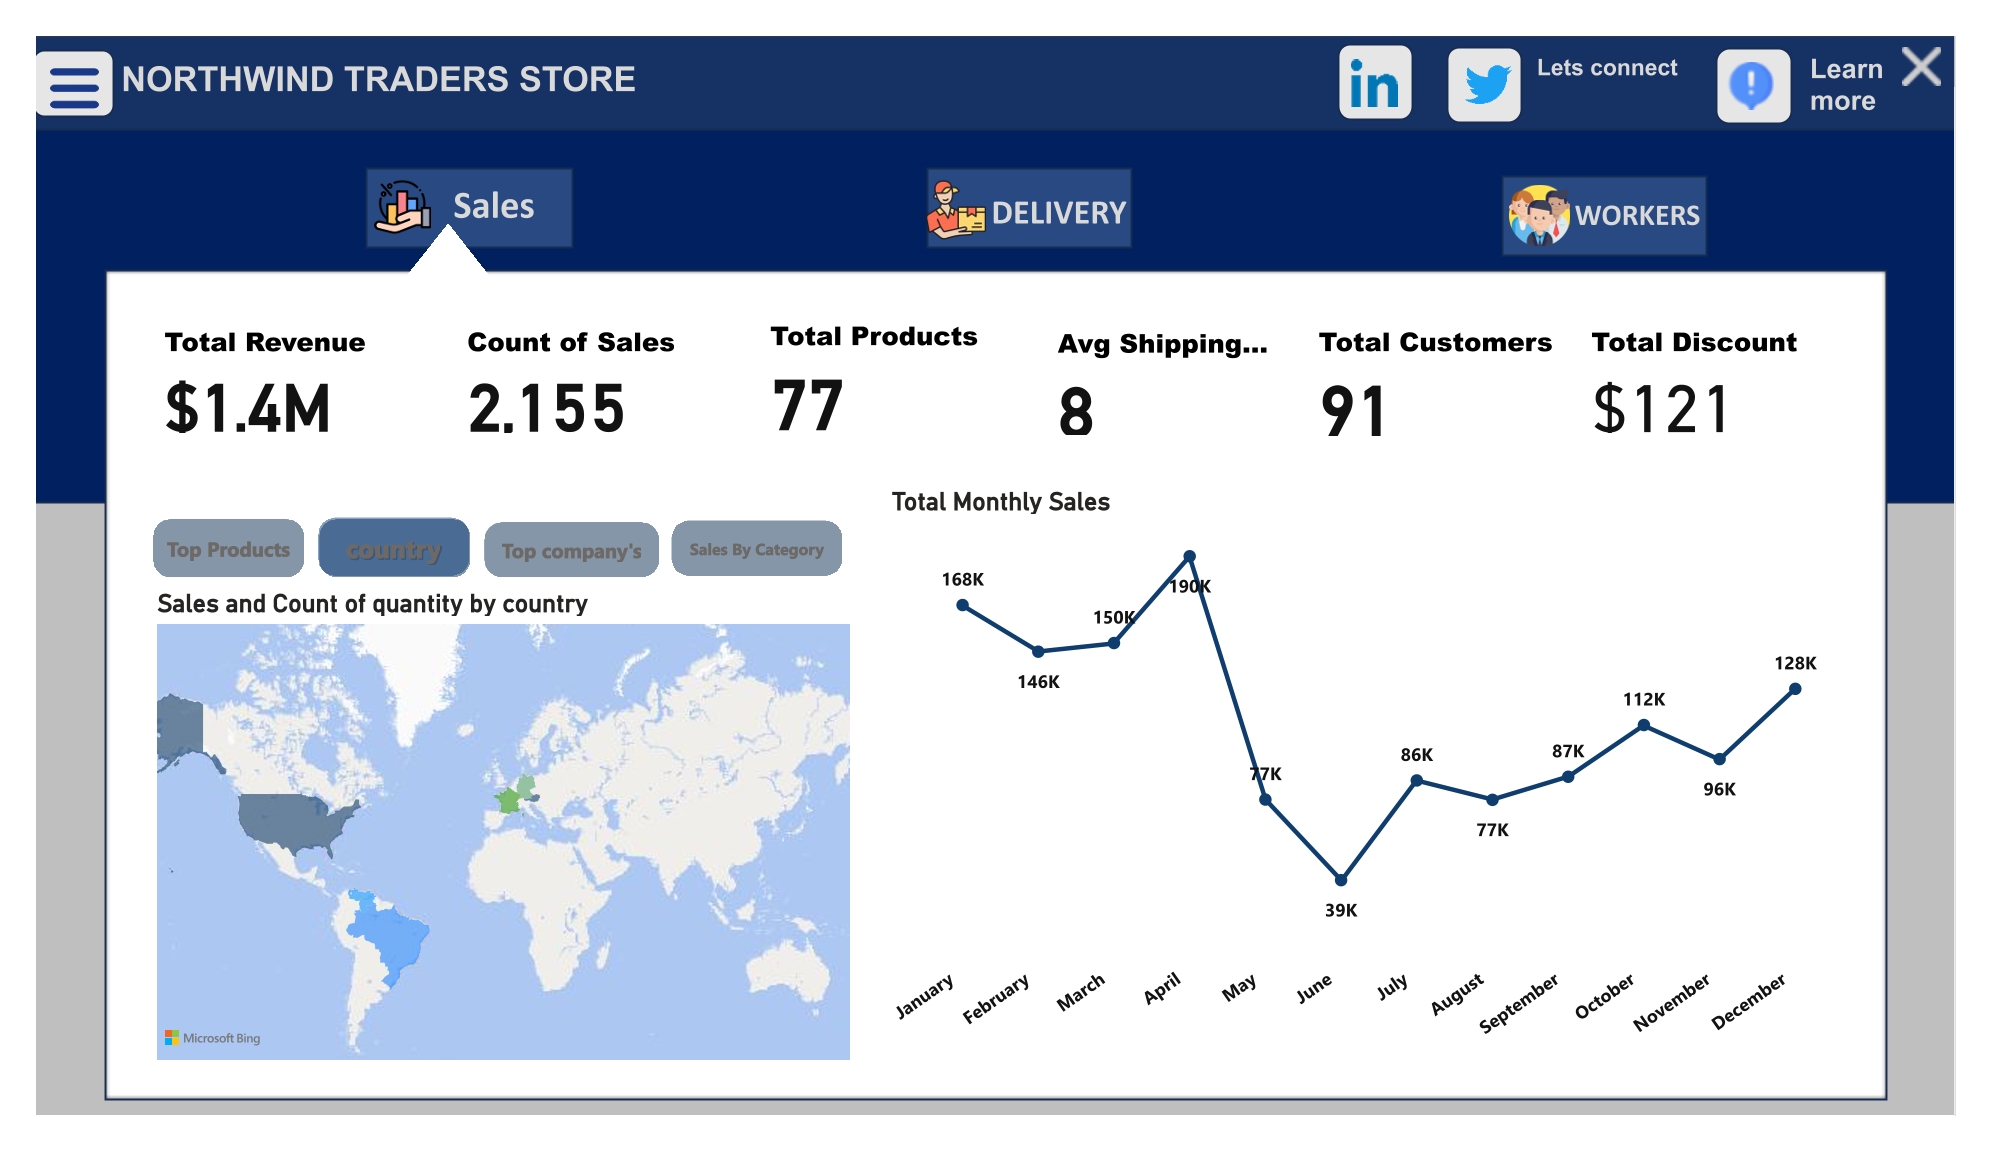 NORTHWIND TRADERS STORE
in
Lets connect
Learn
more
Sales
DELIVERY
WORKERS
Total Revenue
Count of Sales
Total Products
Avg Shipping...
Total Customers
Total Discount
$1.4M
2,155
77
8
91
$121
Total Monthly Sales
Top Products
country
Top company's
Sales By Category
Sales and Count of quantity by country
Microsoft Bing
168K
146K
150K
190K
77K
39K
86K
77K
87K
112K
96K
128K
January
February
March
April
May
June
July
August
September
October
November
December